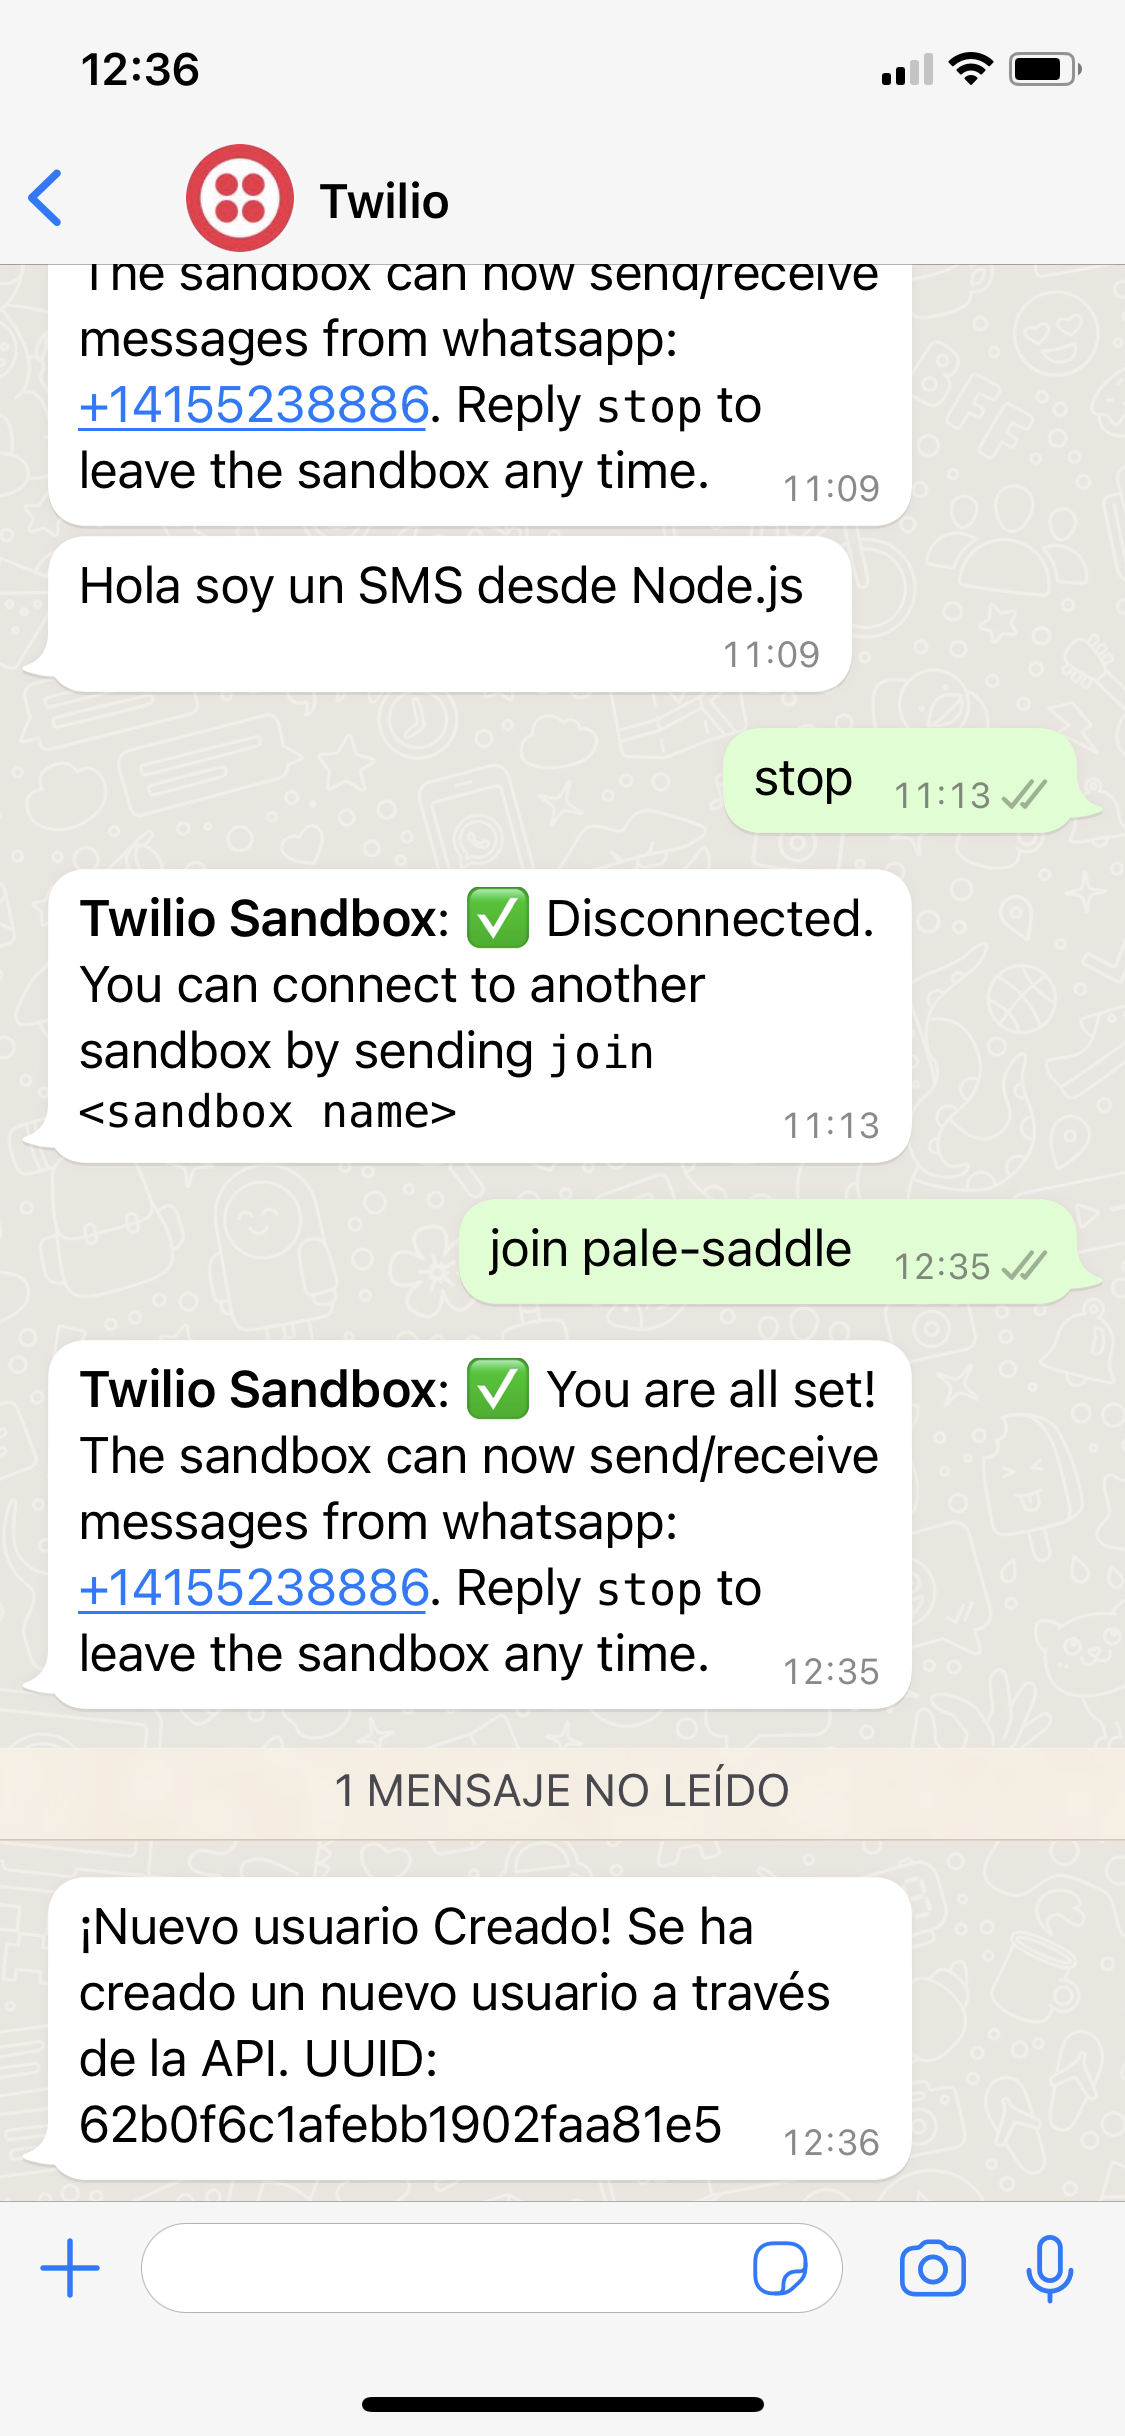 12:36
Twilio
The sandbox can now send/receive
messages from whatsapp:
+14155238886. Reply stop to
leave the sandbox any time. 11:09
Hola soy un SMS desde Node.js
11:09
stop 11:13
Twilio Sandbox: ✅ Disconnected.
You can connect to another
sandbox by sending join
<sandbox name> 11:13
join pale-saddle 12:35
Twilio Sandbox: ✅ You are all set!
The sandbox can now send/receive
messages from whatsapp:
+14155238886. Reply stop to
leave the sandbox any time. 12:35
1 MENSAJE NO LEÍDO
¡Nuevo usuario Creado! Se ha
creado un nuevo usuario a través
de la API. UUID:
62b0f6c1afebb1902faa81e5 12:36